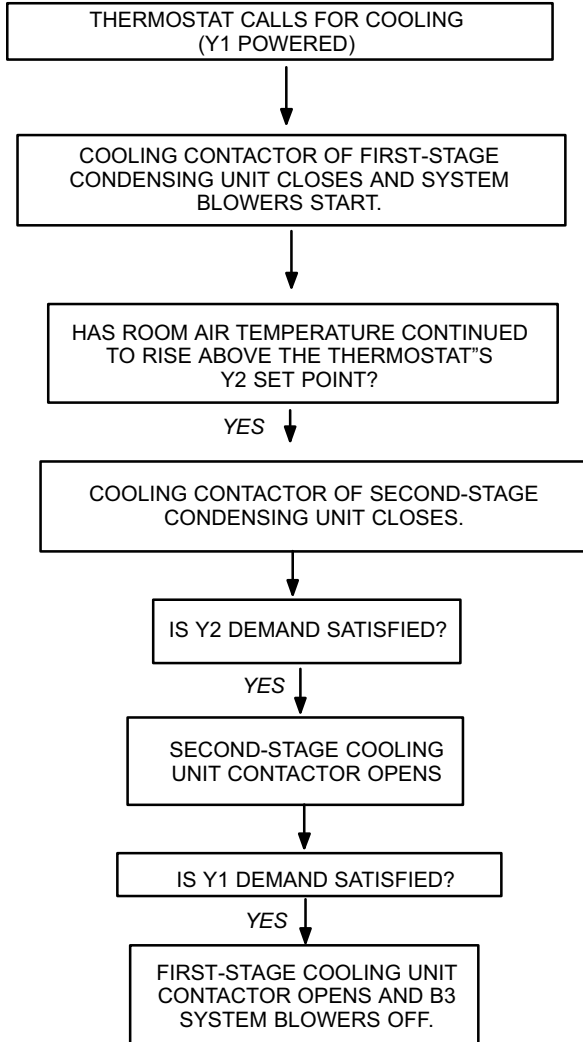 THERMOSTAT CALLS FOR COOLING
(Y1 POWERED)
COOLING CONTACTOR OF FIRST-STAGE
CONDENSING UNIT CLOSES AND SYSTEM
BLOWERS START.
HAS ROOM AIR TEMPERATURE CONTINUED
TO RISE ABOVE THE THERMOSTAT"S
Y2 SET POINT?
YES
COOLING CONTACTOR OF SECOND-STAGE
CONDENSING UNIT CLOSES.
IS Y2 DEMAND SATISFIED?
YES
SECOND-STAGE COOLING
UNIT CONTACTOR OPENS
IS Y1 DEMAND SATISFIED?
YES
FIRST-STAGE COOLING UNIT
CONTACTOR OPENS AND B3
SYSTEM BLOWERS OFF.